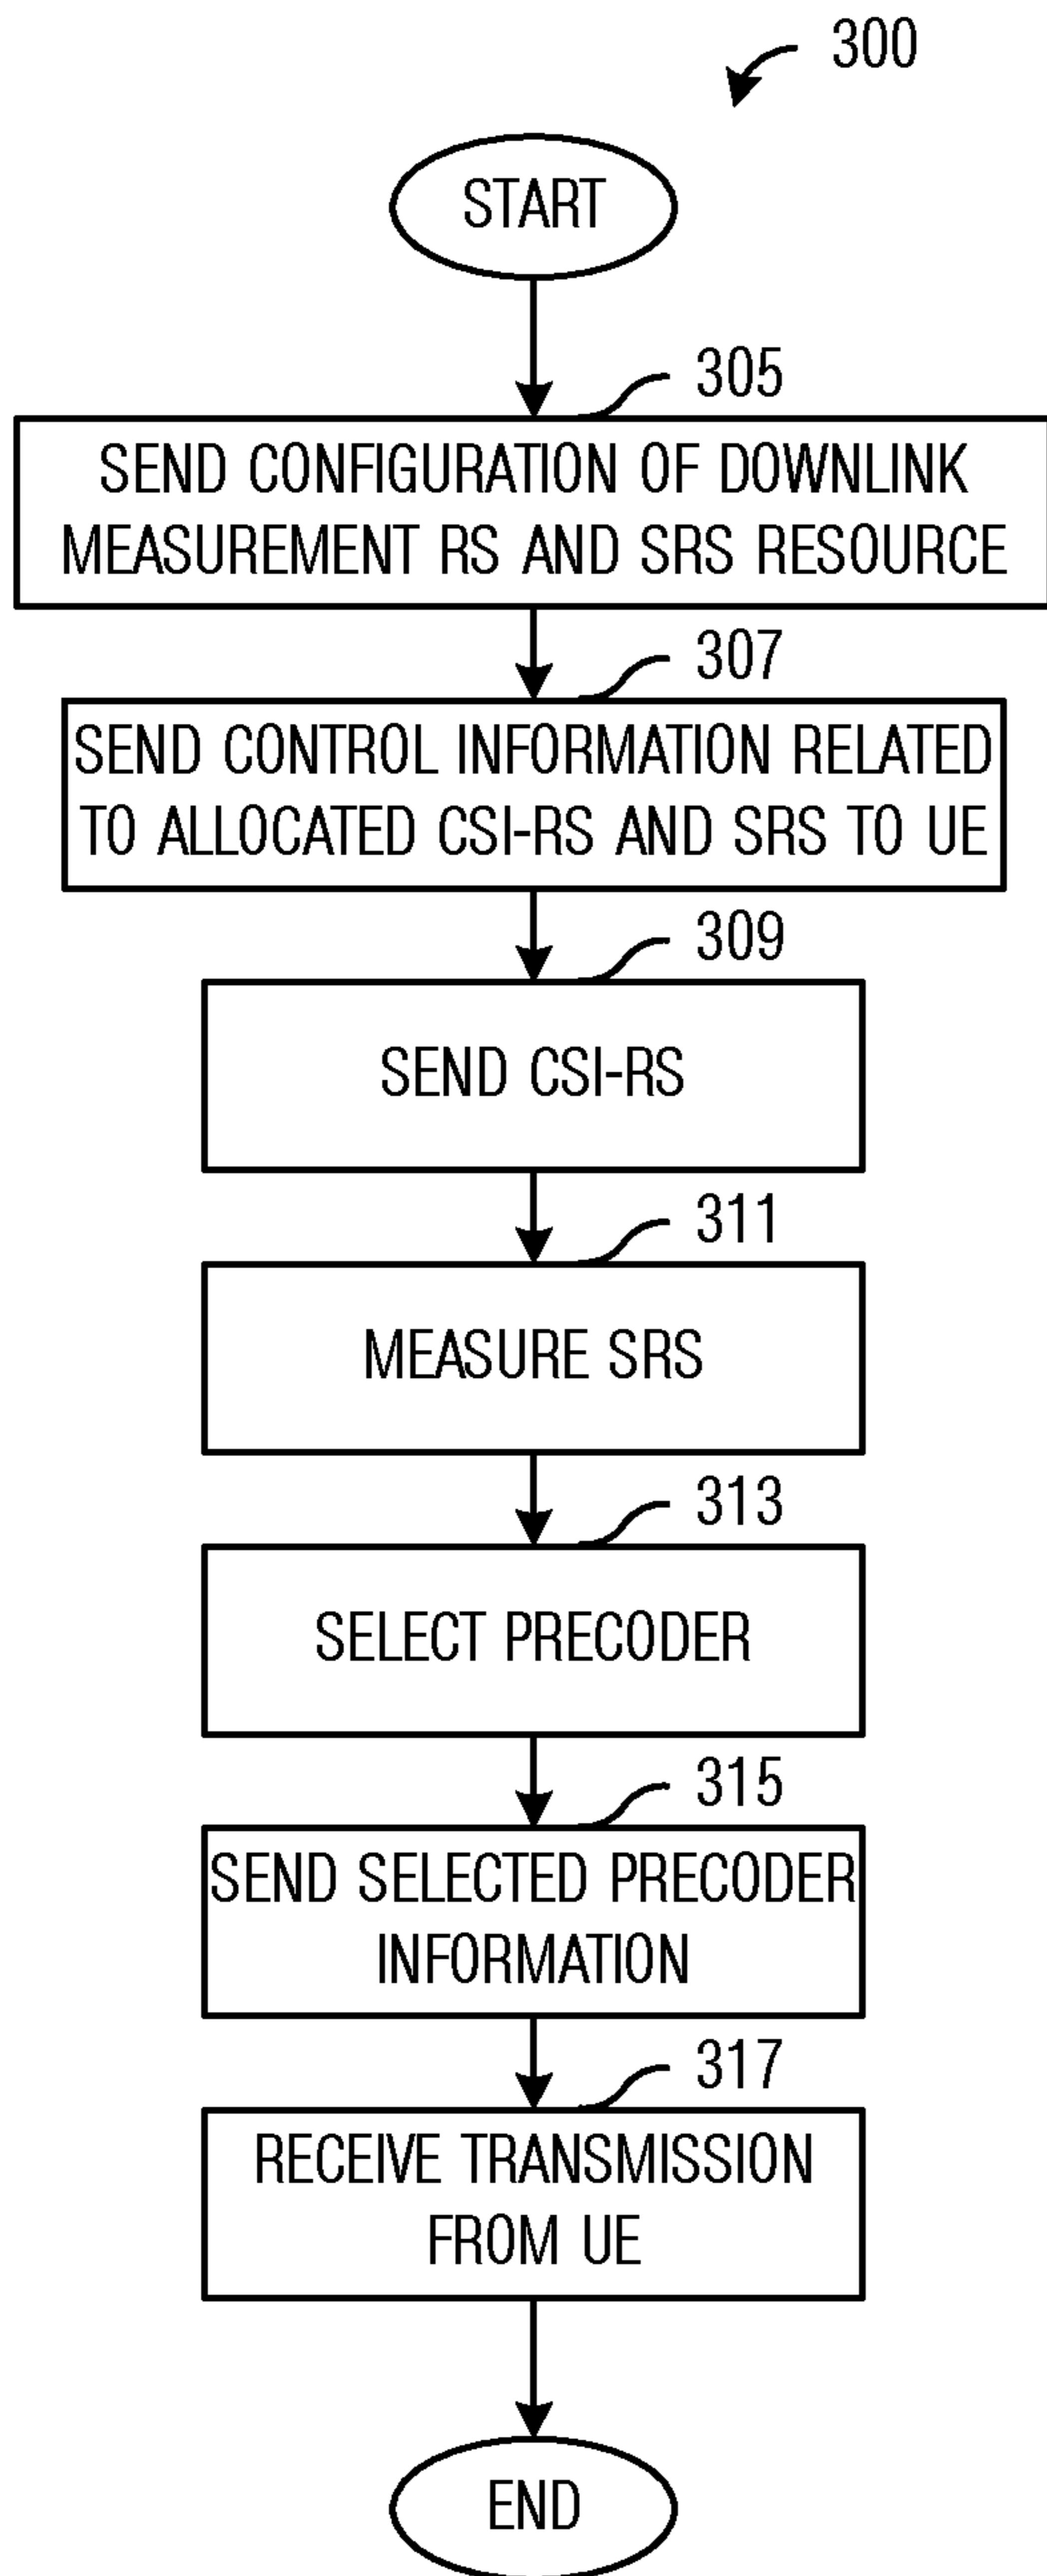 300
START
305
SEND CONFIGURATION OF DOWNLINK
MEASUREMENT RS AND SRS RESOURCE
307
SEND CONTROL INFORMATION RELATED
TO ALLOCATED CSI-RS AND SRS TO UE
309
SEND CSI-RS
311
MEASURE SRS
313
SELECT PRECODER
315
SEND SELECTED PRECODER
INFORMATION
317
RECEIVE TRANSMISSION
FROM UE
END